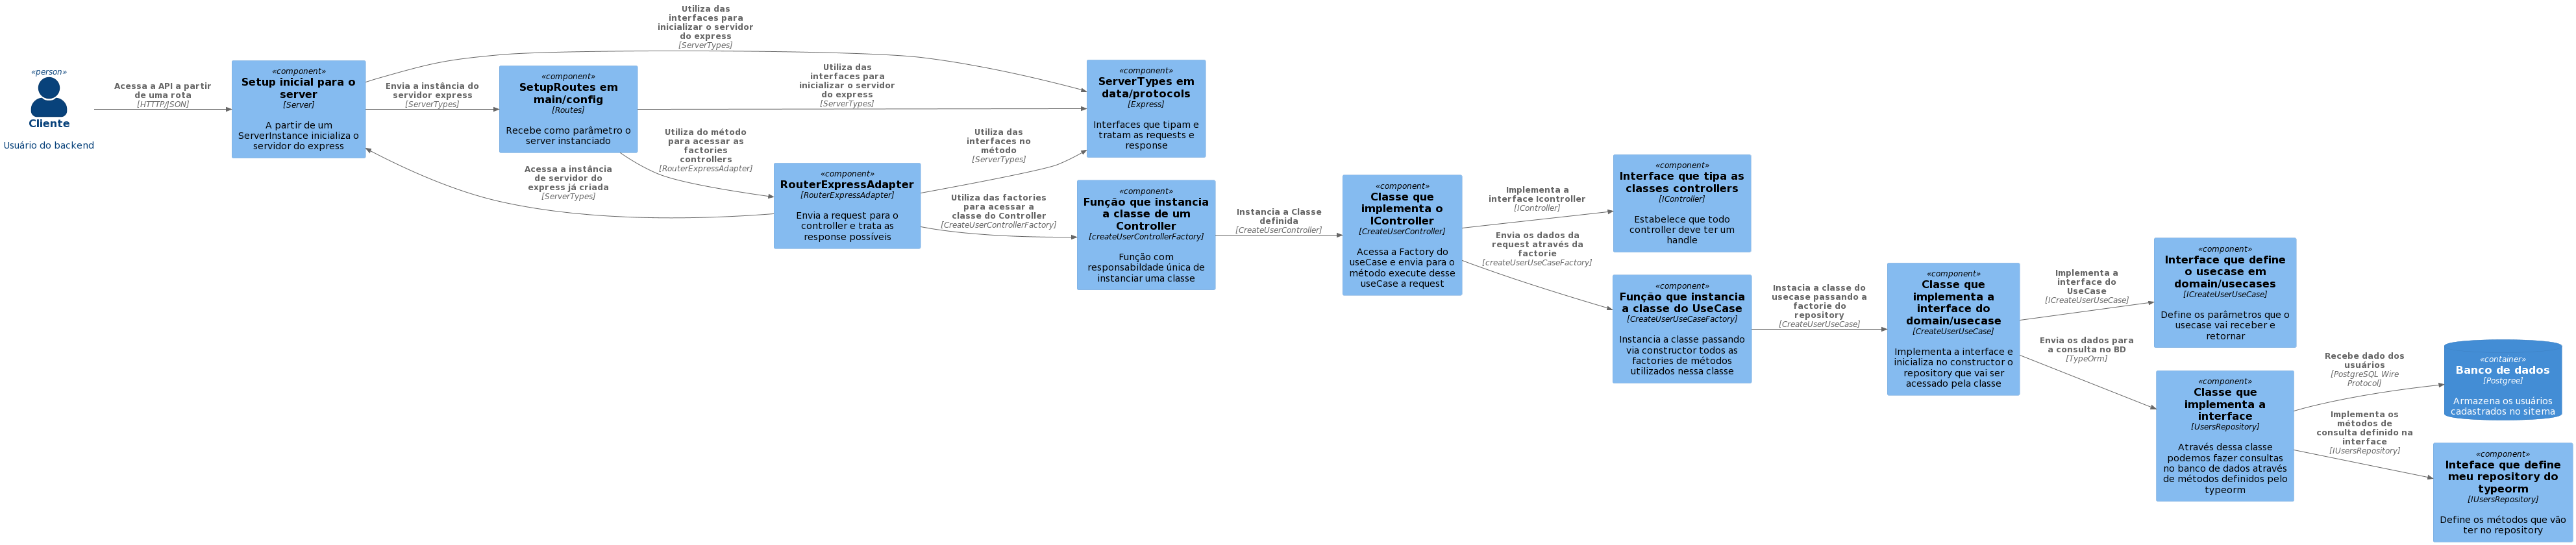 «person»
Cliente
Usuário do backend
Acessa a API a partir
de uma rota
[HTTTP/JSON]
«component»
Setup inicial para o
server
[Server]
A partir de um
ServerInstance inicializa o
servidor do express
Utiliza das
interfaces para
inicializar o servidor
do express
[ServerTypes]
Envia a instância do
servidor express
[ServerTypes]
«component»
SetupRoutes em
main/config
[Routes]
Recebe como parâmetro o
server instanciado
Utiliza das
interfaces para
inicializar o servidor
do express
[ServerTypes]
Utiliza do método
para acessar as
factories
controllers
[RouterExpressAdapter]
Acessa a instância
de servidor do
express já criada
[ServerTypes]
«component»
RouterExpressAdapter
[RouterExpressAdapter]
Envia a request para o
controller e trata as
response possíveis
Utiliza das
interfaces no
método
[ServerTypes]
Utiliza das factories
para acessar a
classe do Controller
[CreateUserControllerFactory]
«component»
ServerTypes em
data/protocols
[Express]
Interfaces que tipam e
tratam as requests e
response
«component»
Função que instancia
a classe de um
Controller
[createUserControllerFactory]
Função com
responsabildade única de
instanciar uma classe
Instancia a Classe
definida
[CreateUserController]
«component»
Classe que
implementa o
IController
[CreateUserController]
Acessa a Factory do
useCase e envia para o
método execute desse
useCase a request
Implementa a
interface Icontroller
[IController]
Envia os dados da
request através da
factorie
[createUserUseCaseFactory]
«component»
Interface que tipa as
classes controllers
[IController]
Estabelece que todo
controller deve ter um
handle
«component»
Função que instancia
a classe do UseCase
[CreateUserUseCaseFactory]
Instancia a classe passando
via constructor todos as
factories de métodos
utilizados nessa classe
Instacia a classe do
usecase passando a
factorie do
repository
[CreateUserUseCase]
«component»
Classe que
implementa a
interface do
domain/usecase
[CreateUserUseCase]
Implementa a interface e
inicializa no constructor o
repository que vai ser
acessado pela classe
Implementa a
interface do
UseCase
[ICreateUserUseCase]
Envia os dados para
a consulta no BD
[TypeOrm]
«component»
Interface que define
o usecase em
domain/usecases
[ICreateUserUseCase]
Define os parâmetros que o
usecase vai receber e
retornar
«component»
Classe que
implementa a
interface
[UsersRepository]
Através dessa classe
podemos fazer consultas
no banco de dados através
de métodos definidos pelo
typeorm
Recebe dado dos
usuários
[PostgreSQL Wire
Protocol]
Implementa os
métodos de
consulta definido na
interface
[IUsersRepository]
«container»
Banco de dados
[Postgree]
Armazena os usuários
cadastrados no sitema
«component»
Inteface que define
meu repository do
typeorm
[IUsersRepository]
Define os métodos que vão
ter no repository